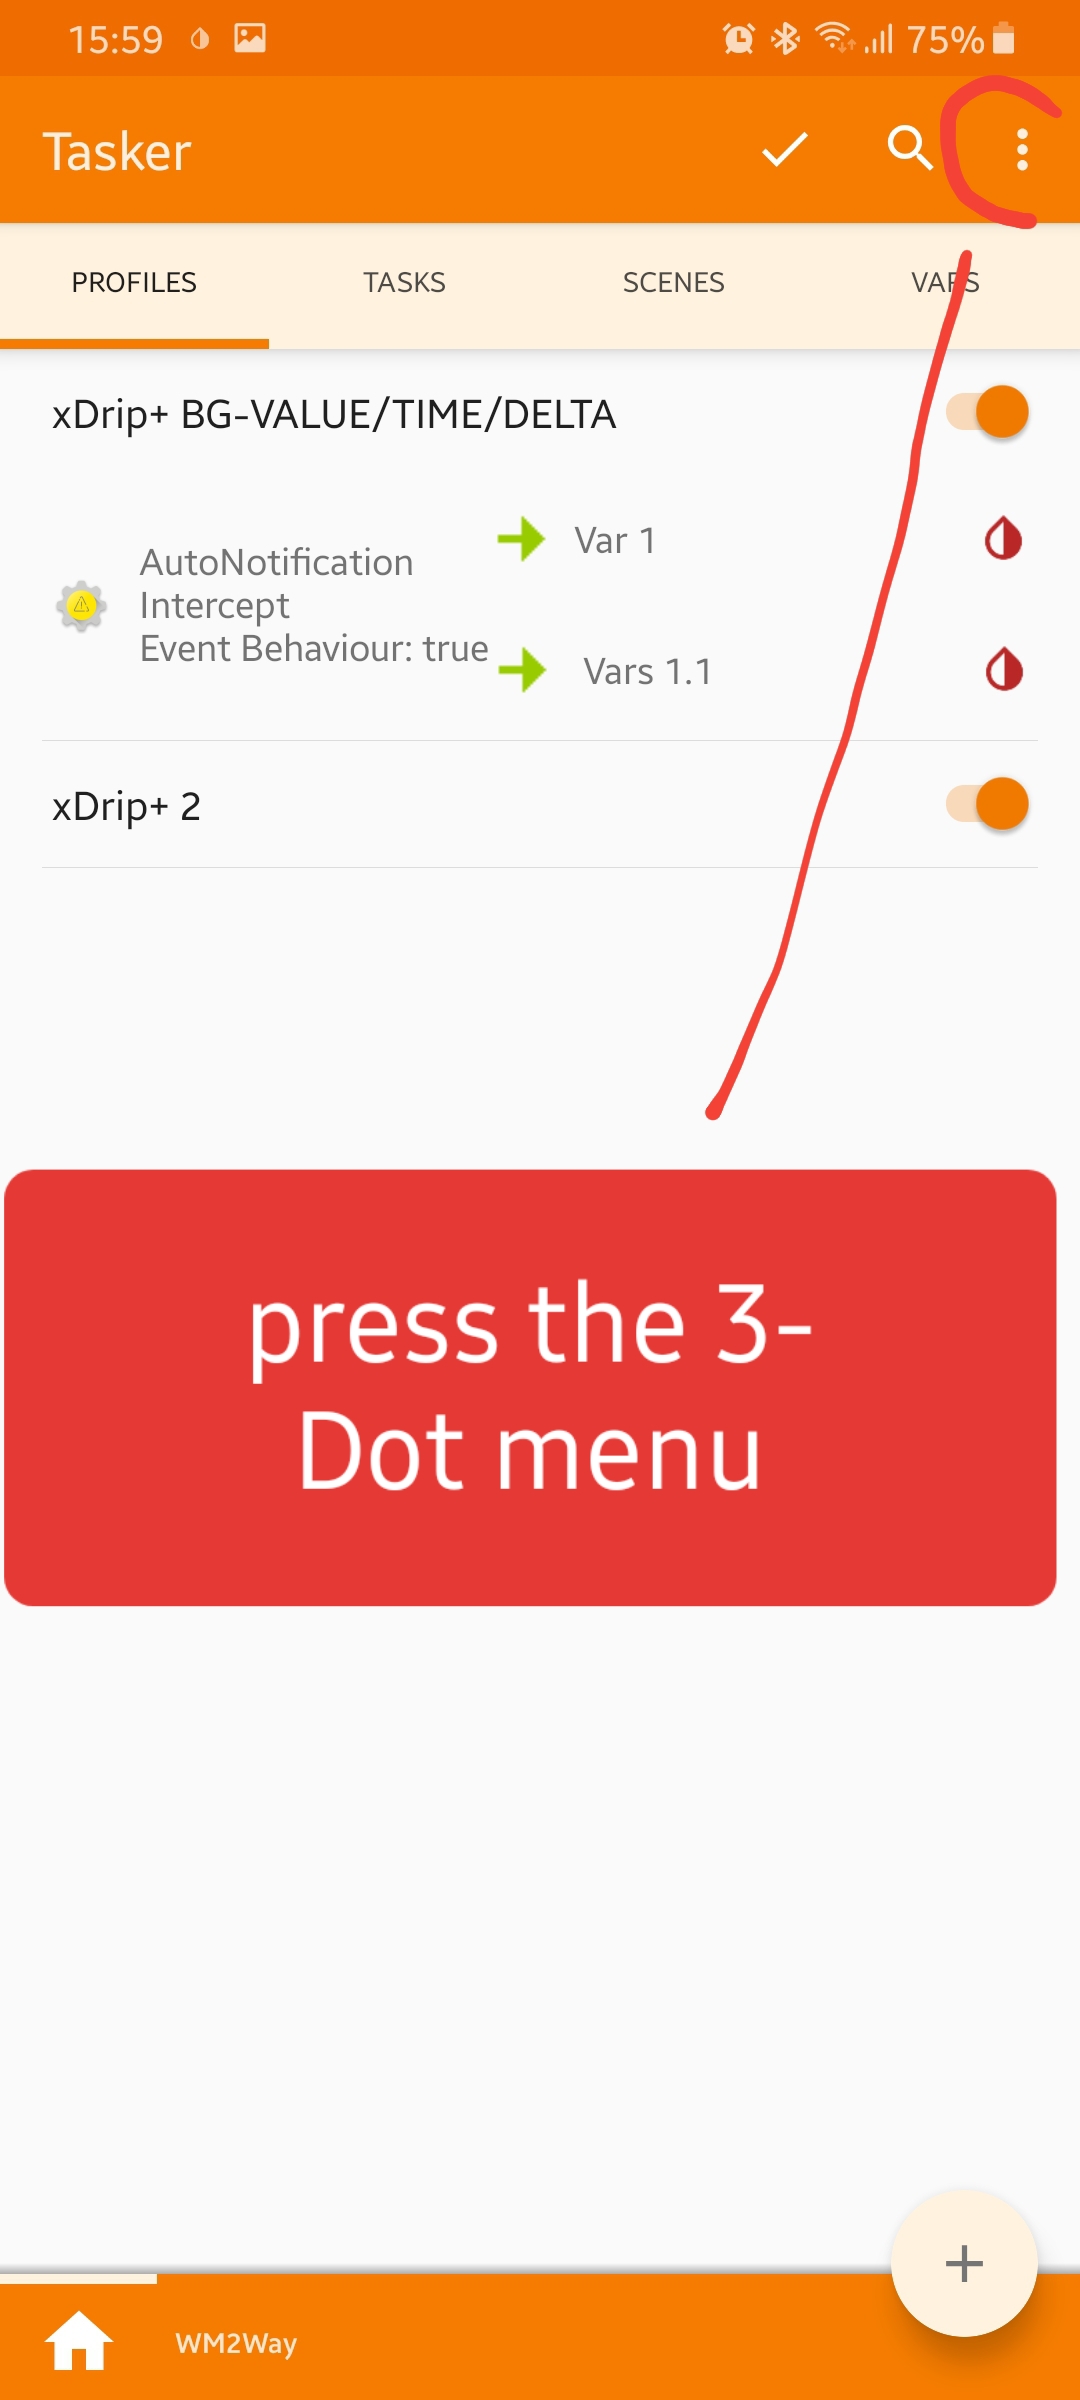 15:59
75%
Tasker
PROFILES TASKS SCENES VARS
xDrip+ BG-VALUE/TIME/DELTA
AutoNotification
Intercept
Event Behaviour: true
Var 1
Vars 1.1
xDrip+ 2
press the 3-
Dot menu
WM2Way